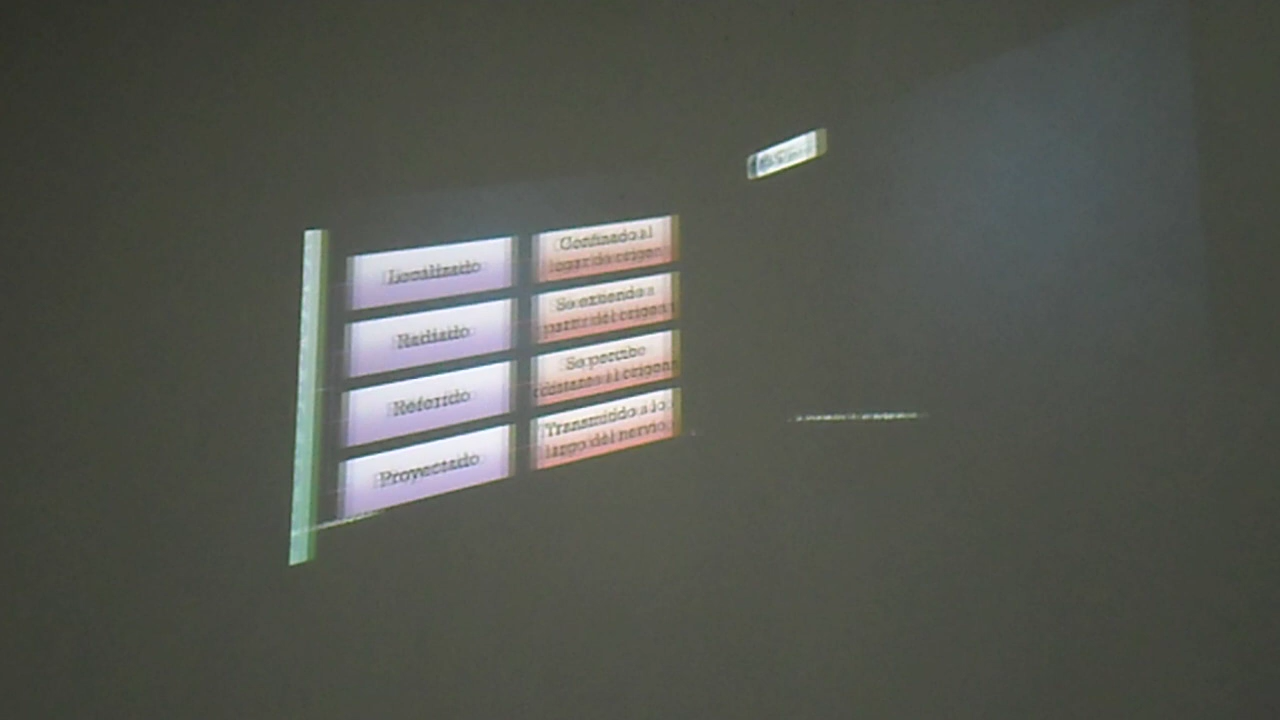 Localizado
Confinado al
lugar de origen
Radiado
Se extiende a
partir del origen
Referido
Se percibe
distante al origen
Proyectado
Transmitido a lo
largo del nervio